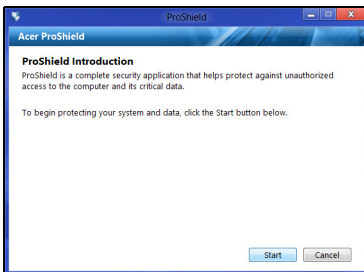 ProShield
Acer ProShield
ProShield Introduction
ProShield is a complete security application that helps protect against unauthorized
access to the computer and its critical data.
To begin protecting your system and data, click the Start button below.
Start Cancel